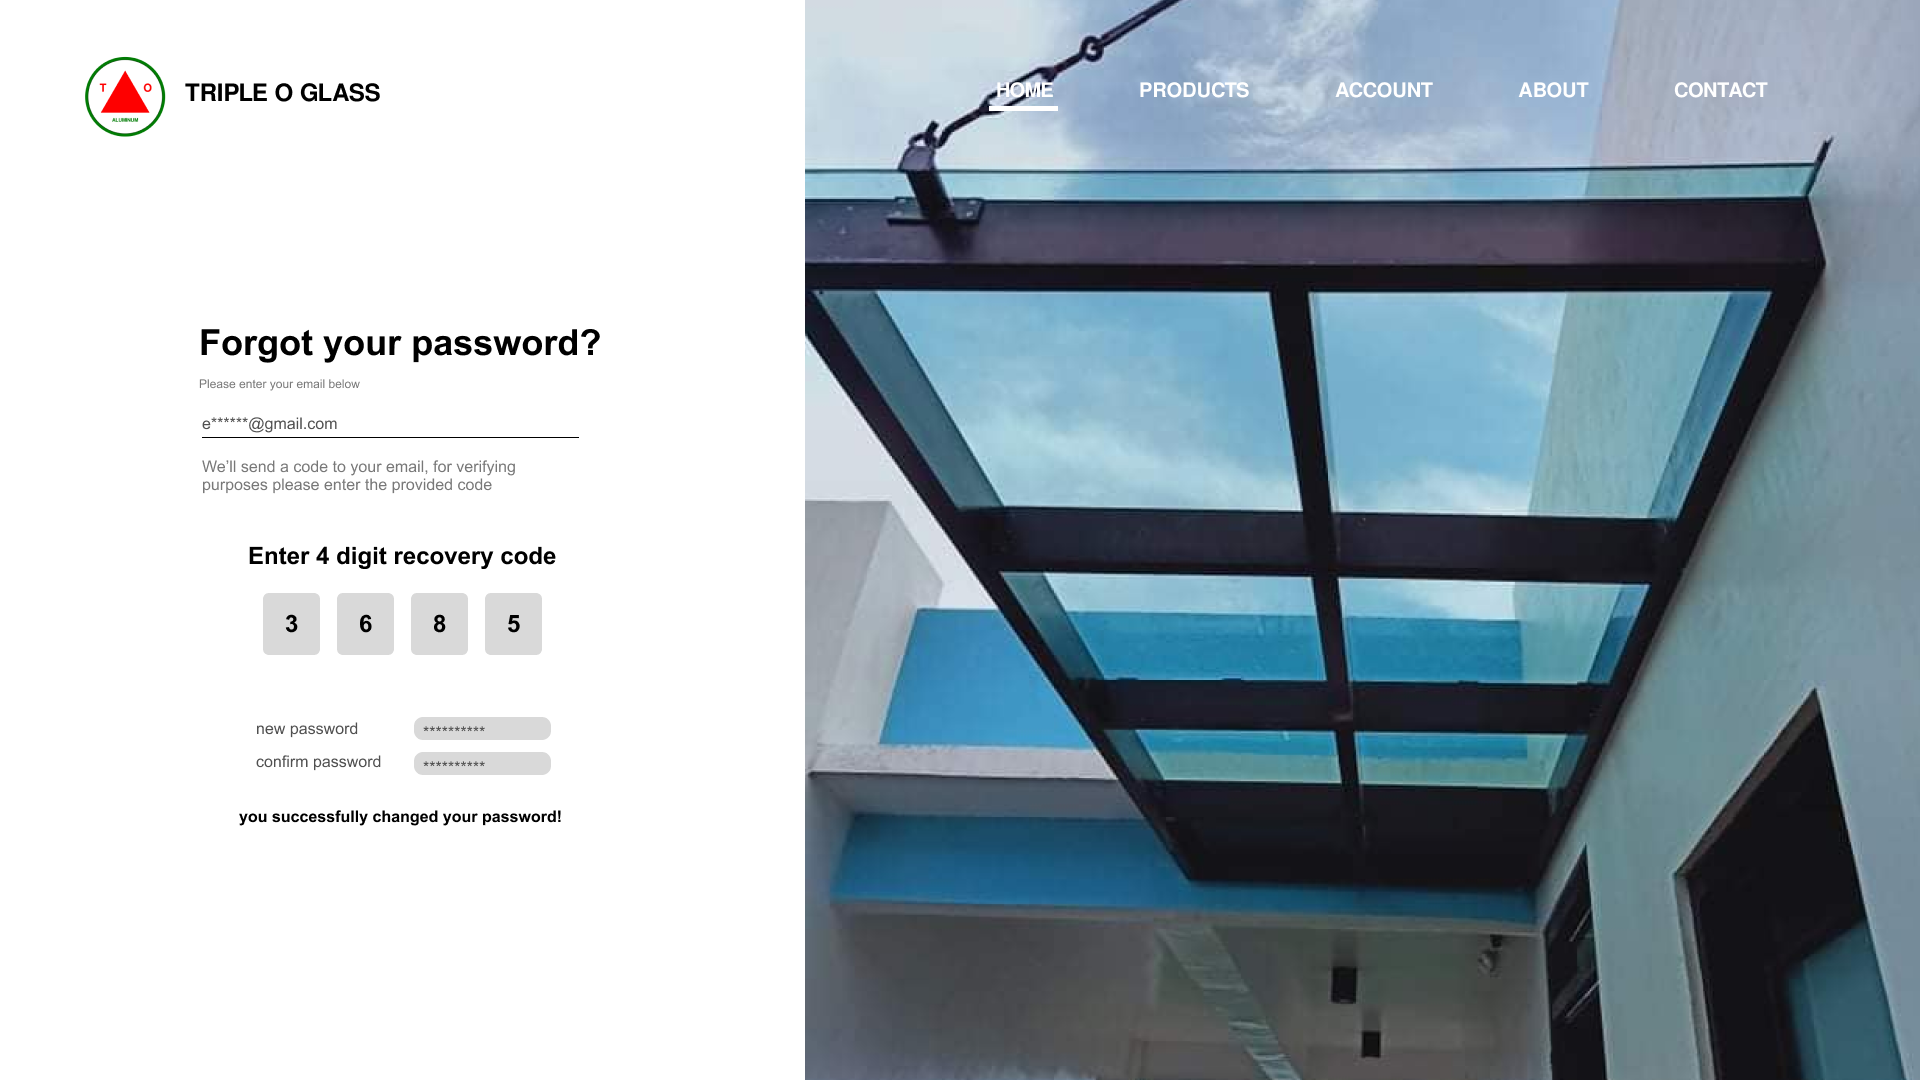 T O
ALUMINUM
TRIPLE O GLASS
HOME PRODUCTS ACCOUNT ABOUT CONTACT
Forgot your password?
Please enter your email below
e******@gmail.com
We'll send a code to your email, for verifying
purposes please enter the provided code
Enter 4 digit recovery code
3 6 8 5
new password **********
confirm password **********
you successfully changed your password!